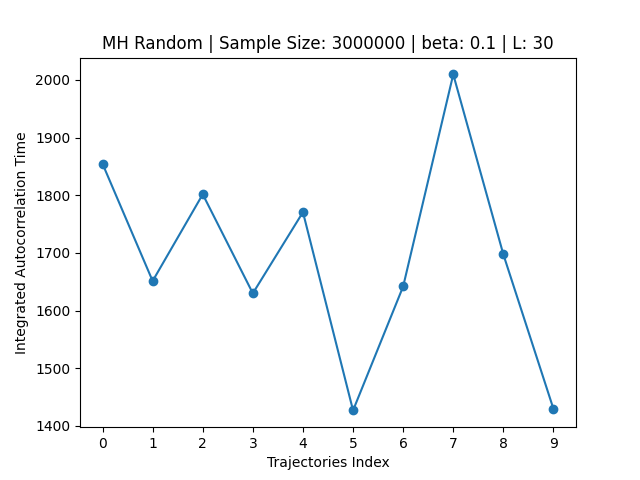 MH Random | Sample Size: 3000000 | beta: 0.1 | L: 30
2000
1900
1800
1700
1600
1500
1400
Integrated Autocorrelation Time
0 1 2 3 4 5 6 7 8 9
Trajectories Index